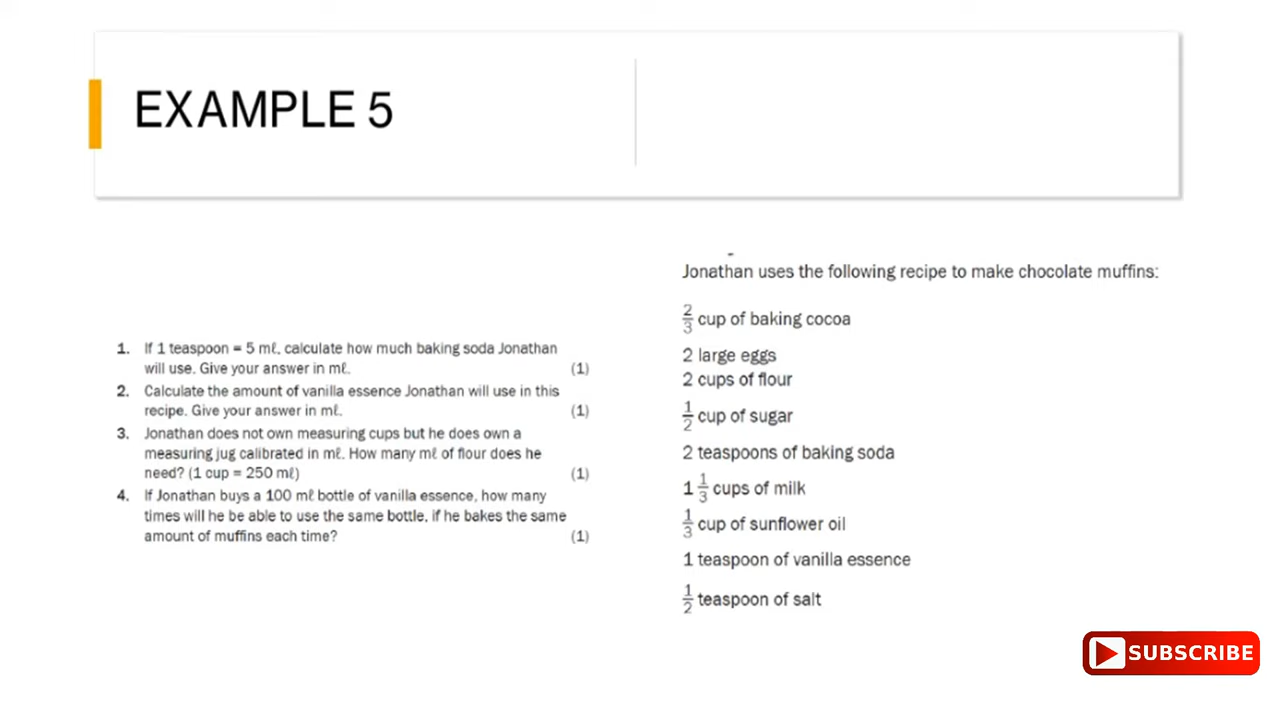 EXAMPLE 5
1. If 1 teaspoon = 5 mℓ, calculate how much baking soda Jonathan
will use. Give your answer in mℓ. (1)
2. Calculate the amount of vanilla essence Jonathan will use in this
recipe. Give your answer in mℓ. (1)
3. Jonathan does not own measuring cups but he does own a
measuring jug calibrated in mℓ. How many mℓ of flour does he
need? (1 cup = 250 mℓ) (1)
4. If Jonathan buys a 100 mℓ bottle of vanilla essence, how many
times will he be able to use the same bottle, if he bakes the same
amount of muffins each time? (1)
Jonathan uses the following recipe to make chocolate muffins:
2/3 cup of baking cocoa
2 large eggs
2 cups of flour
1/2 cup of sugar
2 teaspoons of baking soda
1 1/3 cups of milk
1/3 cup of sunflower oil
1 teaspoon of vanilla essence
1/2 teaspoon of salt
SUBSCRIBE